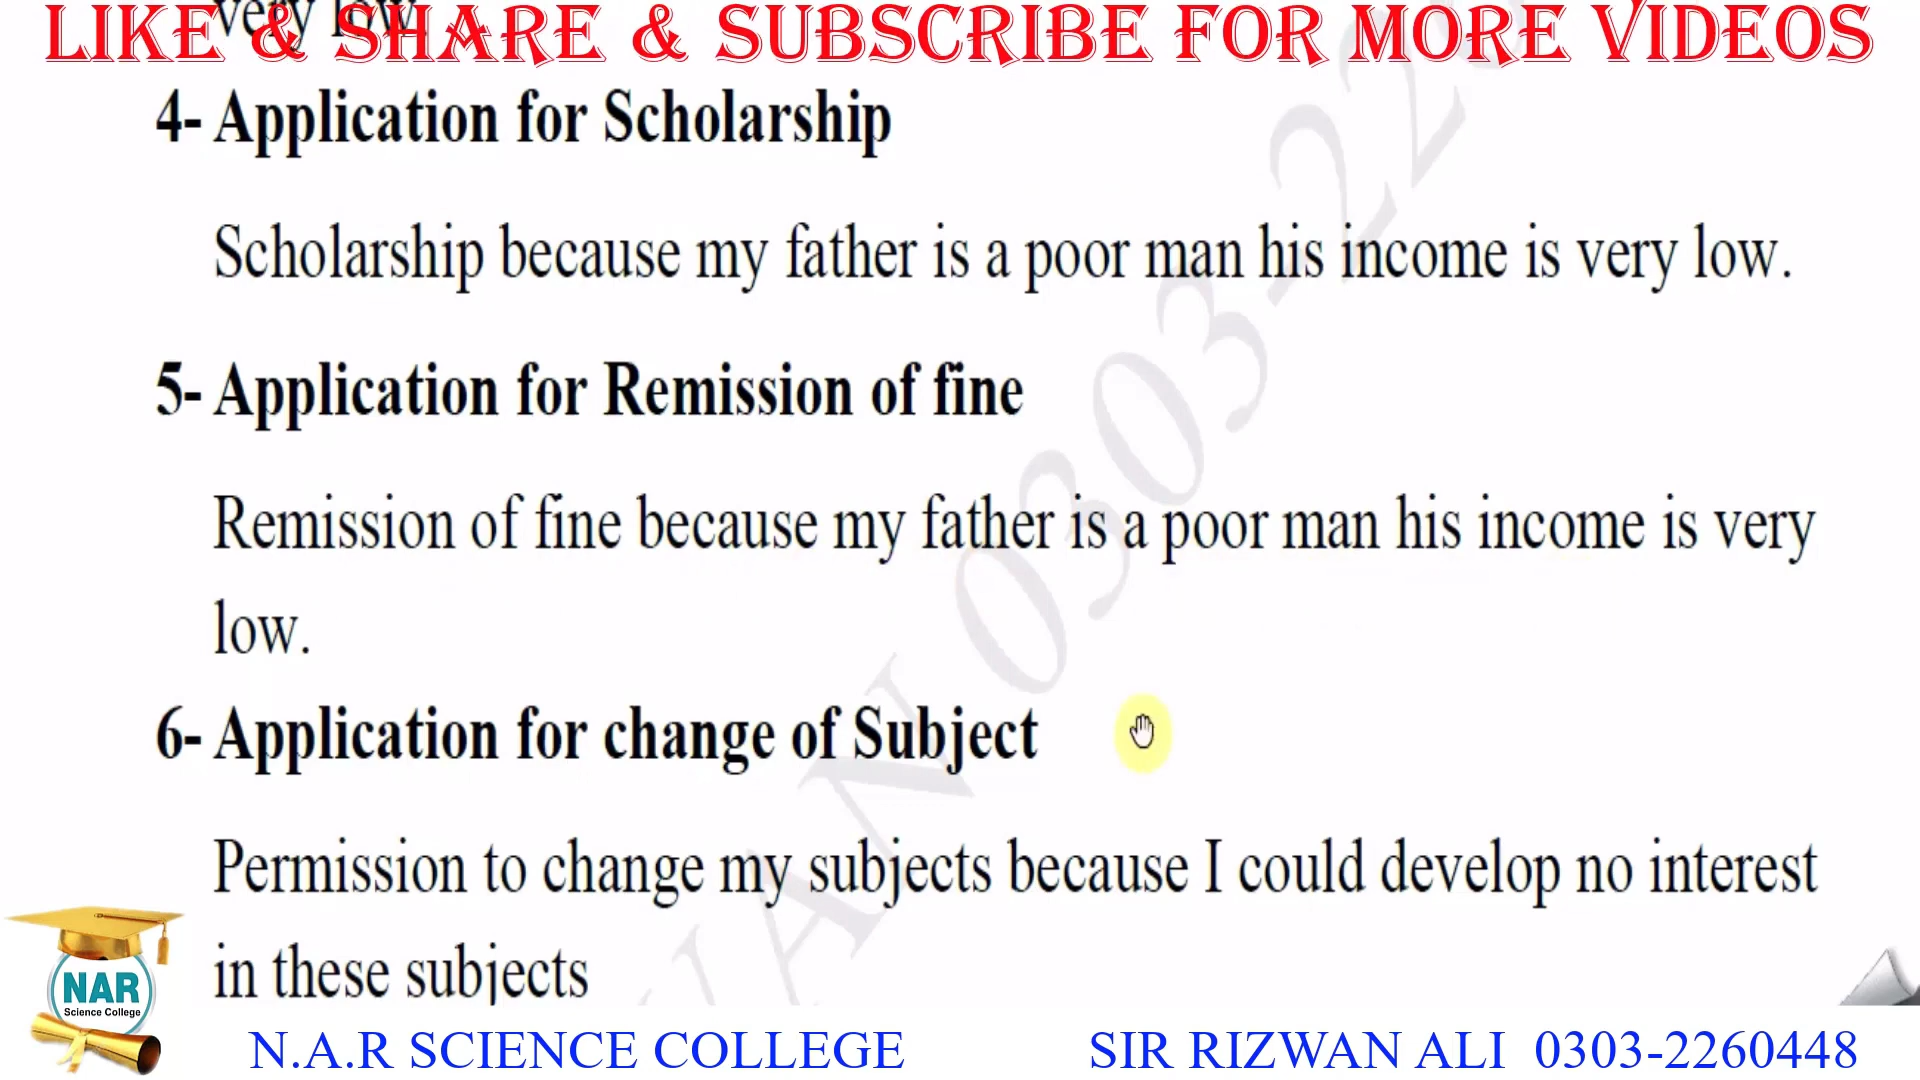 very low.
LIKE & SHARE & SUBSCRIBE FOR MORE VIDEOS
4- Application for Scholarship
Scholarship because my father is a poor man his income is very low.
5- Application for Remission of fine
Remission of fine because my father is a poor man his income is very
low.
6- Application for change of Subject
Permission to change my subjects because I could develop no interest
in these subjects
NAR
Science College
N.A.R SCIENCE COLLEGE SIR RIZWAN ALI 0303-2260448